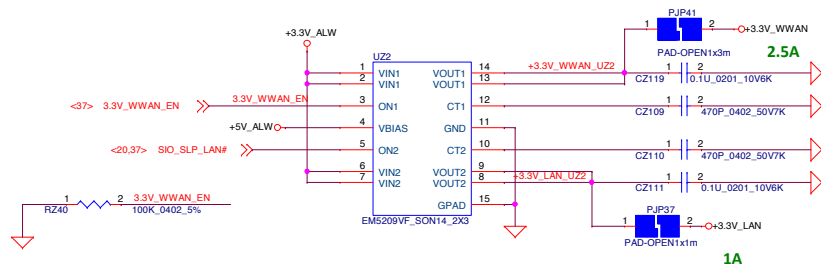 PJP41
1 2 +3.3V_WWAN
+3.3V_ALW
PAD-OPEN1x3m 2.5A
UZ2
1 VIN1 VOUT1 14 +3.3V_WWAN_UZ2 1 2
2 VIN1 VOUT1 13 CZ119 0.1U_0201_10V6K
<37> 3.3V_WWAN_EN 3.3V_WWAN_EN 3 ON1 CT1 12 1 2
CZ109 470P_0402_50V7K
+5V_ALW 4 VBIAS GND 11
<20,37> SIO_SLP_LAN# 5 ON2 CT2 10 1 2
CZ110 470P_0402_50V7K
6 VIN2 VOUT2 9
7 VIN2 VOUT2 8 +3.3V_LAN_UZ2 1 2
CZ111 0.1U_0201_10V6K
1 2 3.3V_WWAN_EN
RZ40 100K_0402_5%
GPAD 15
EM5209VF_SON14_2X3
PJP37
1 2 +3.3V_LAN
PAD-OPEN1x1m
1A